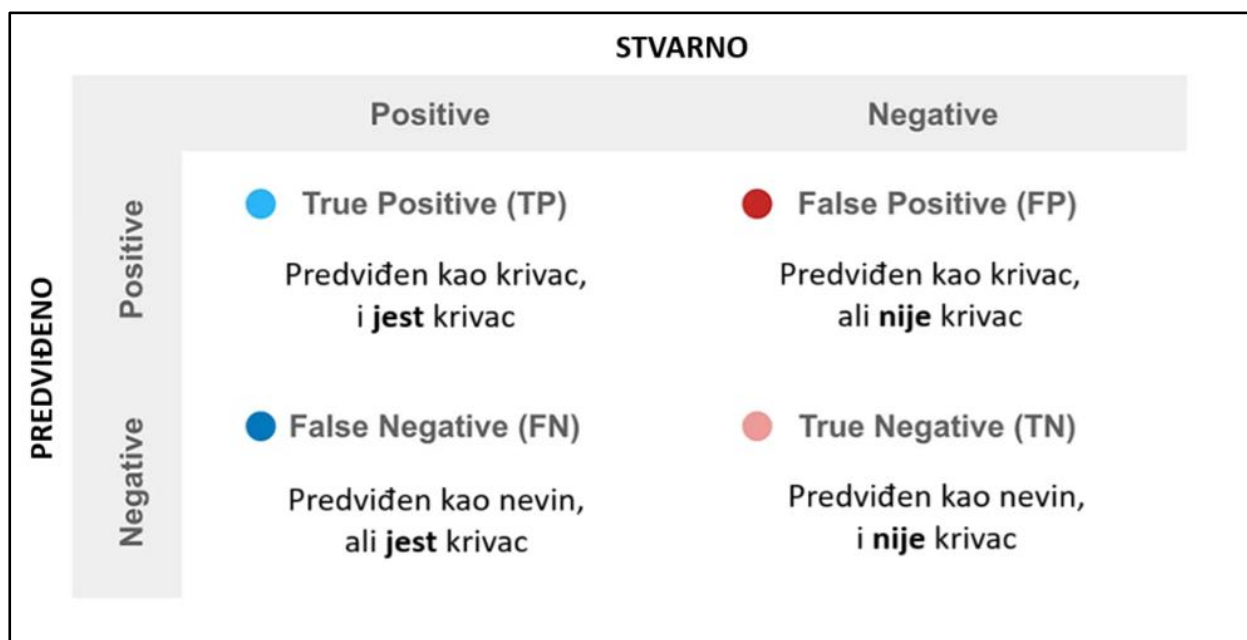 STVARNO
Positive
Negative
PREDVIĐENO
Positive
True Positive (TP)
False Positive (FP)
Predviđen kao krivac,
i jest krivac
Predviđen kao krivac,
ali nije krivac
Negative
False Negative (FN)
True Negative (TN)
Predviđen kao nevin,
ali jest krivac
Predviđen kao nevin,
i nije krivac